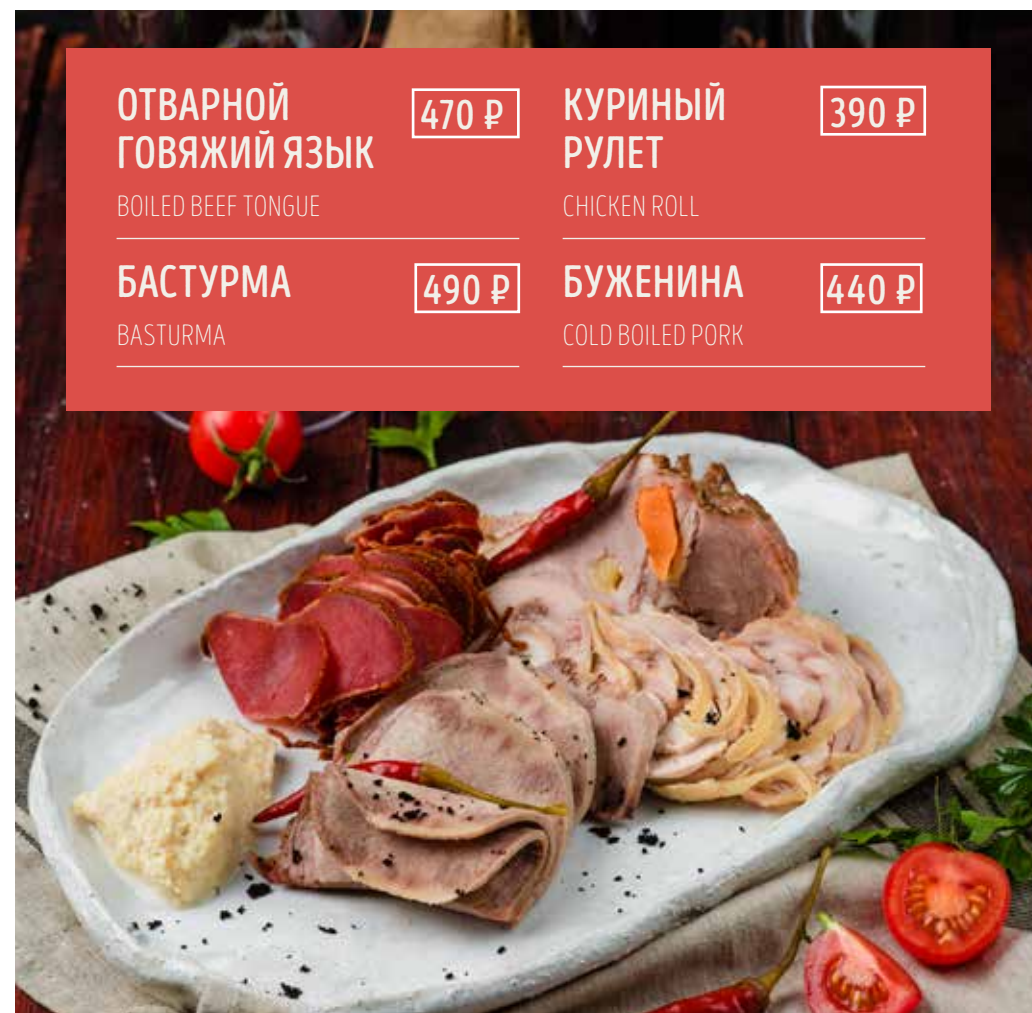 ОТВАРНОЙ
ГОВЯЖИЙ ЯЗЫК
470 ₽
BOILED BEEF TONGUE
КУРИНЫЙ
РУЛЕТ
390 ₽
CHICKEN ROLL
БАСТУРМА
490 ₽
BASTURMA
БУЖЕНИНА
440 ₽
COLD BOILED PORK